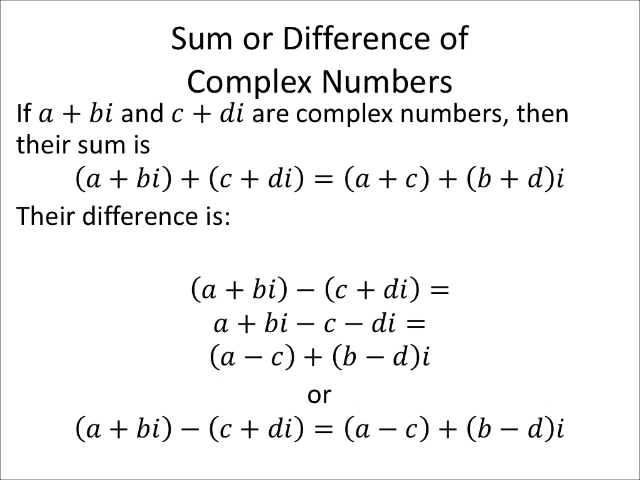 Sum or Difference of
Complex Numbers
If 𝑎 + 𝑏𝑖 and 𝑐 + 𝑑𝑖 are complex numbers, then
their sum is
(𝑎 + 𝑏𝑖) + (𝑐 + 𝑑𝑖) = (𝑎 + 𝑐) + (𝑏 + 𝑑)𝑖
Their difference is:
(𝑎 + 𝑏𝑖) − (𝑐 + 𝑑𝑖) =
𝑎 + 𝑏𝑖 − 𝑐 − 𝑑𝑖 =
(𝑎 − 𝑐) + (𝑏 − 𝑑)𝑖
or
(𝑎 + 𝑏𝑖) − (𝑐 + 𝑑𝑖) = (𝑎 − 𝑐) + (𝑏 − 𝑑)𝑖